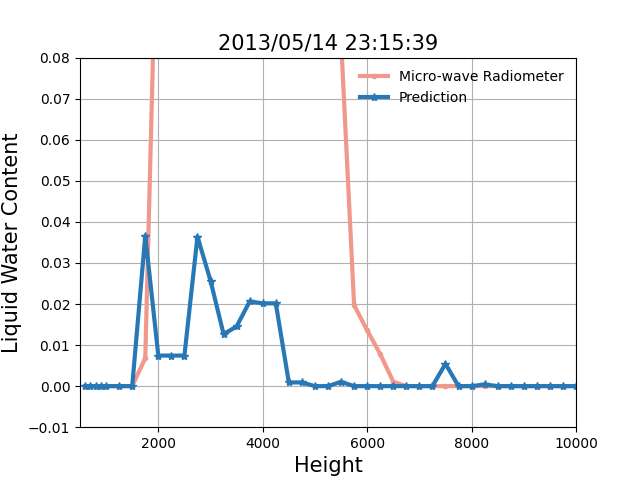 2013/05/14 23:15:39
Micro-wave Radiometer
Prediction
Liquid Water Content
0.08
0.07
0.06
0.05
0.04
0.03
0.02
0.01
0.00
−0.01
2000 4000 6000 8000 10000
Height